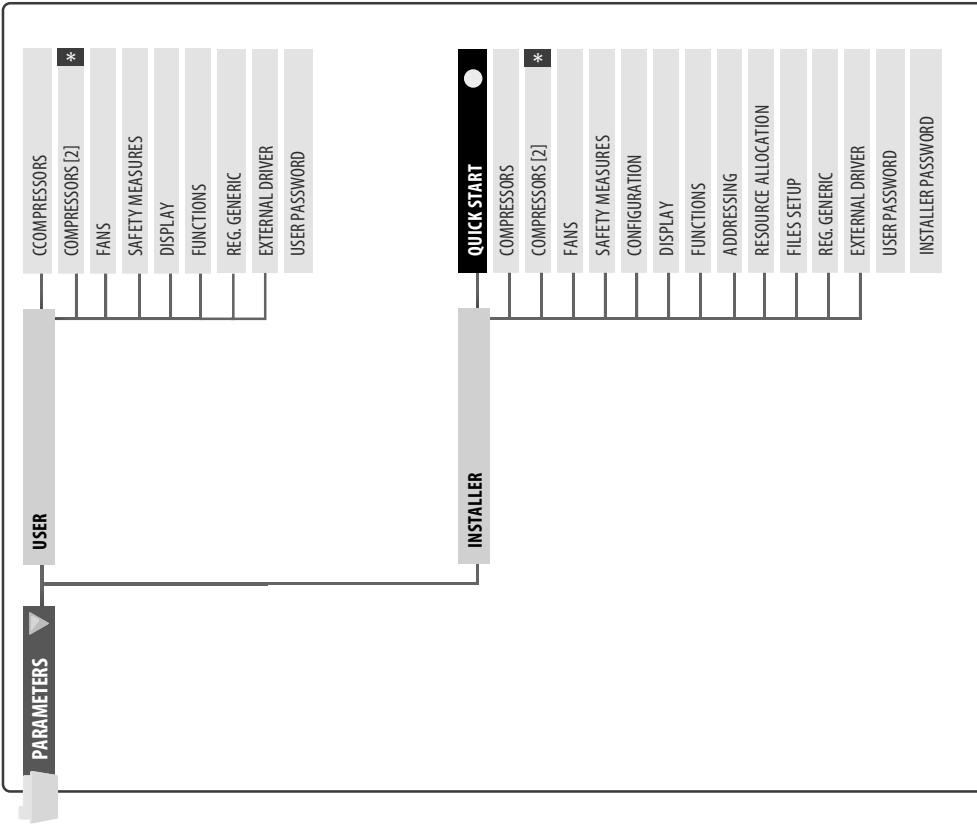 PARAMETERS
USER
CCOMPRESSORS
COMPRESSORS [2] *
FANS
SAFETY MEASURES
DISPLAY
FUNCTIONS
REG. GENERIC
EXTERNAL DRIVER
USER PASSWORD
INSTALLER
QUICK START
COMPRESSORS
COMPRESSORS [2] *
FANS
SAFETY MEASURES
CONFIGURATION
DISPLAY
FUNCTIONS
ADDRESSING
RESOURCE ALLOCATION
FILES SETUP
REG. GENERIC
EXTERNAL DRIVER
USER PASSWORD
INSTALLER PASSWORD